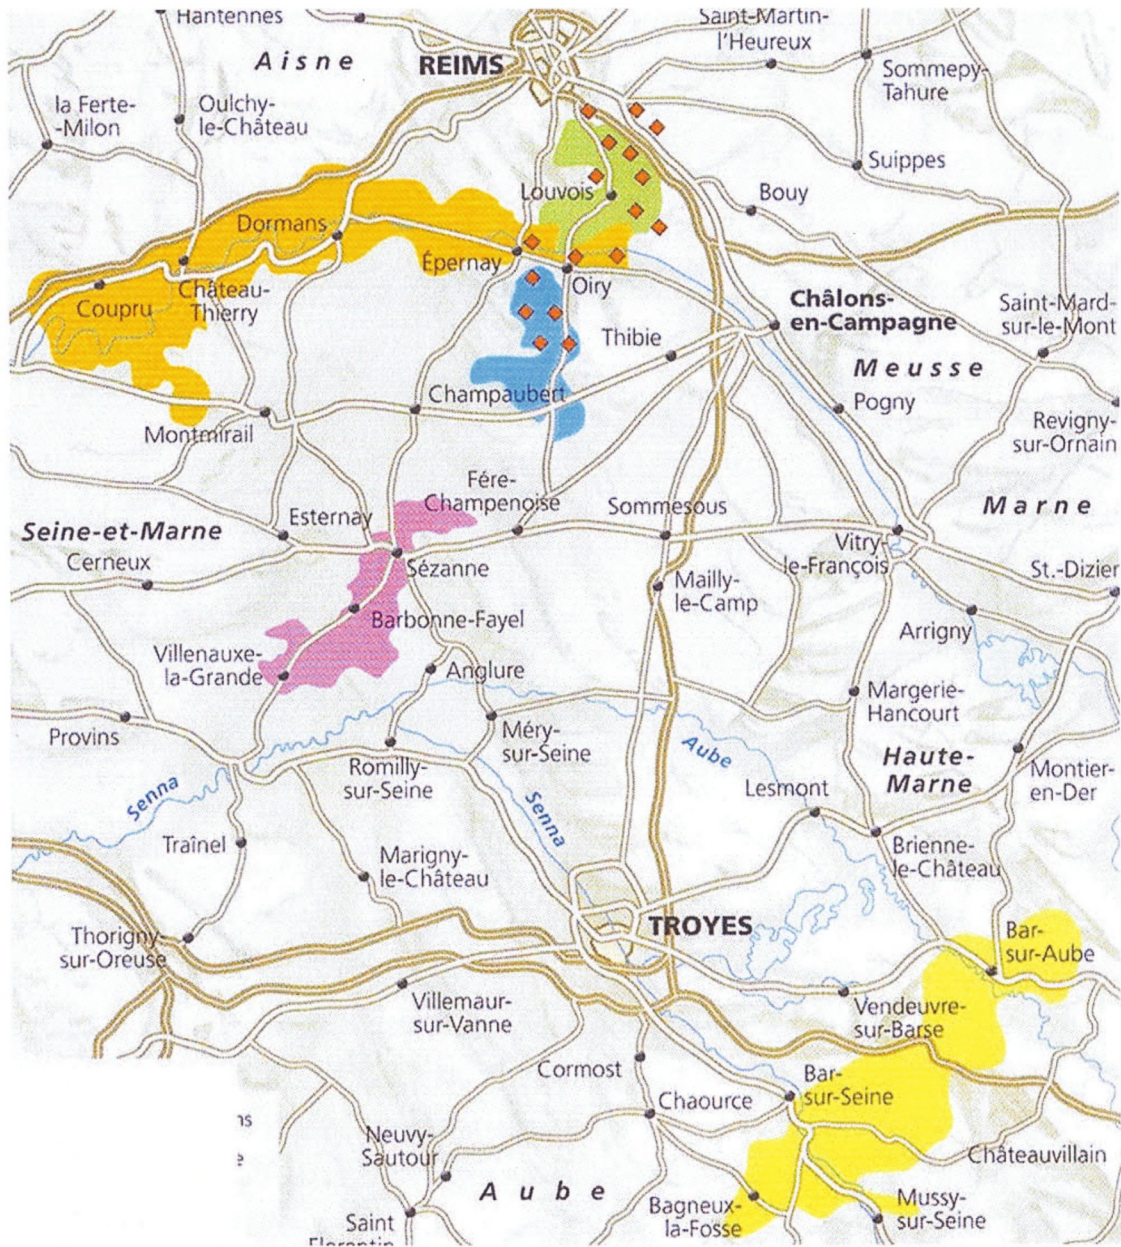 Hantennes
Saint-Martin-
l'Heureux
Aisne
REIMS
Sommepy-
Tahure
la Ferte-
-Milon
Oulchy-
-le-Château
Suippes
Louvois
Bouy
Dormans
Épernay
Oiry
Coupru
Château-
Thierry
Châlons-
en-Campagne
Saint-Mard-
sur-le-Mont
Thibie
Meusse
Champaubert
Pogny
Montmirail
Revigny-
-sur-Ornain
Fére-
Champenoise
Marne
Seine-et-Marne
Esternay
Sommesous
Cerneux
Sézanne
Vitry-
-le-François
St.-Dizier
Mailly-
-le-Camp
Barbonne-Fayel
Arrigny
Villenauxe-
-la-Grande
Anglure
Margerie-
Hancourt
Provins
Méry-
-sur-Seine
Aube
Romilly-
-sur-Seine
Haute-
Marne
Montier-
en-Der
Senna
Senna
Lesmont
Traînel
Marigny-
-le-Château
Brienne-
-le-Château
TROYES
Thorigny-
-sur-Oreuse
Bar-
-sur-Aube
Villemaur-
-sur-Vanne
Vendeuvre-
sur-Barse
Cormost
Bar-
sur-Seine
Chaource
ns
e
Neuvy-
Sautour
Châteauvillain
Aube
Bagneux-
-la-Fosse
Mussy-
-sur-Seine
Saint
Florentin